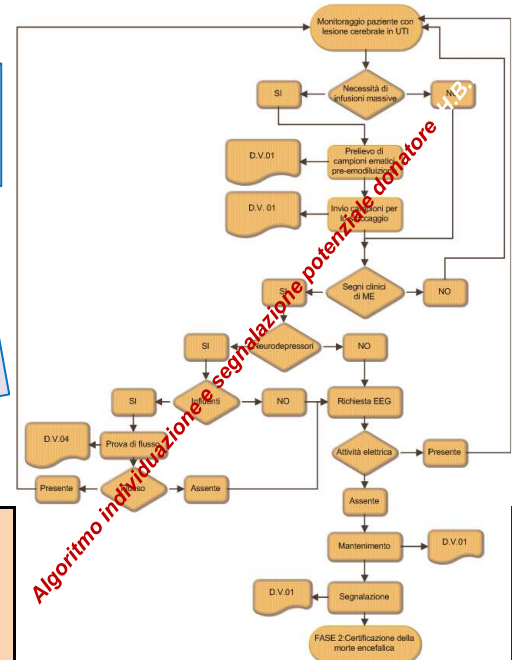 Monitoraggio paziente con
lesione cerebrale in UTI
SI
Necessità di
infusioni massive
NO
D.V.01
Prelievo di
campioni ematici
pre-emodiluizione
D.V. 01
Invio campioni per
lo stoccaggio
SI
Segni clinici
di ME
NO
SI
Neurodepressori
NO
SI
Influenti
NO
Richiesta EEG
D.V.04
Prova di flusso
Attività elettrica
Presente
Presente
Flusso
Assente
Assente
Mantenimento
D.V.01
D.V.01
Segnalazione
FASE 2:Certificazione della
morte encefalica
Algoritmo individuazione e segnalazione potenziale donatore H.B.